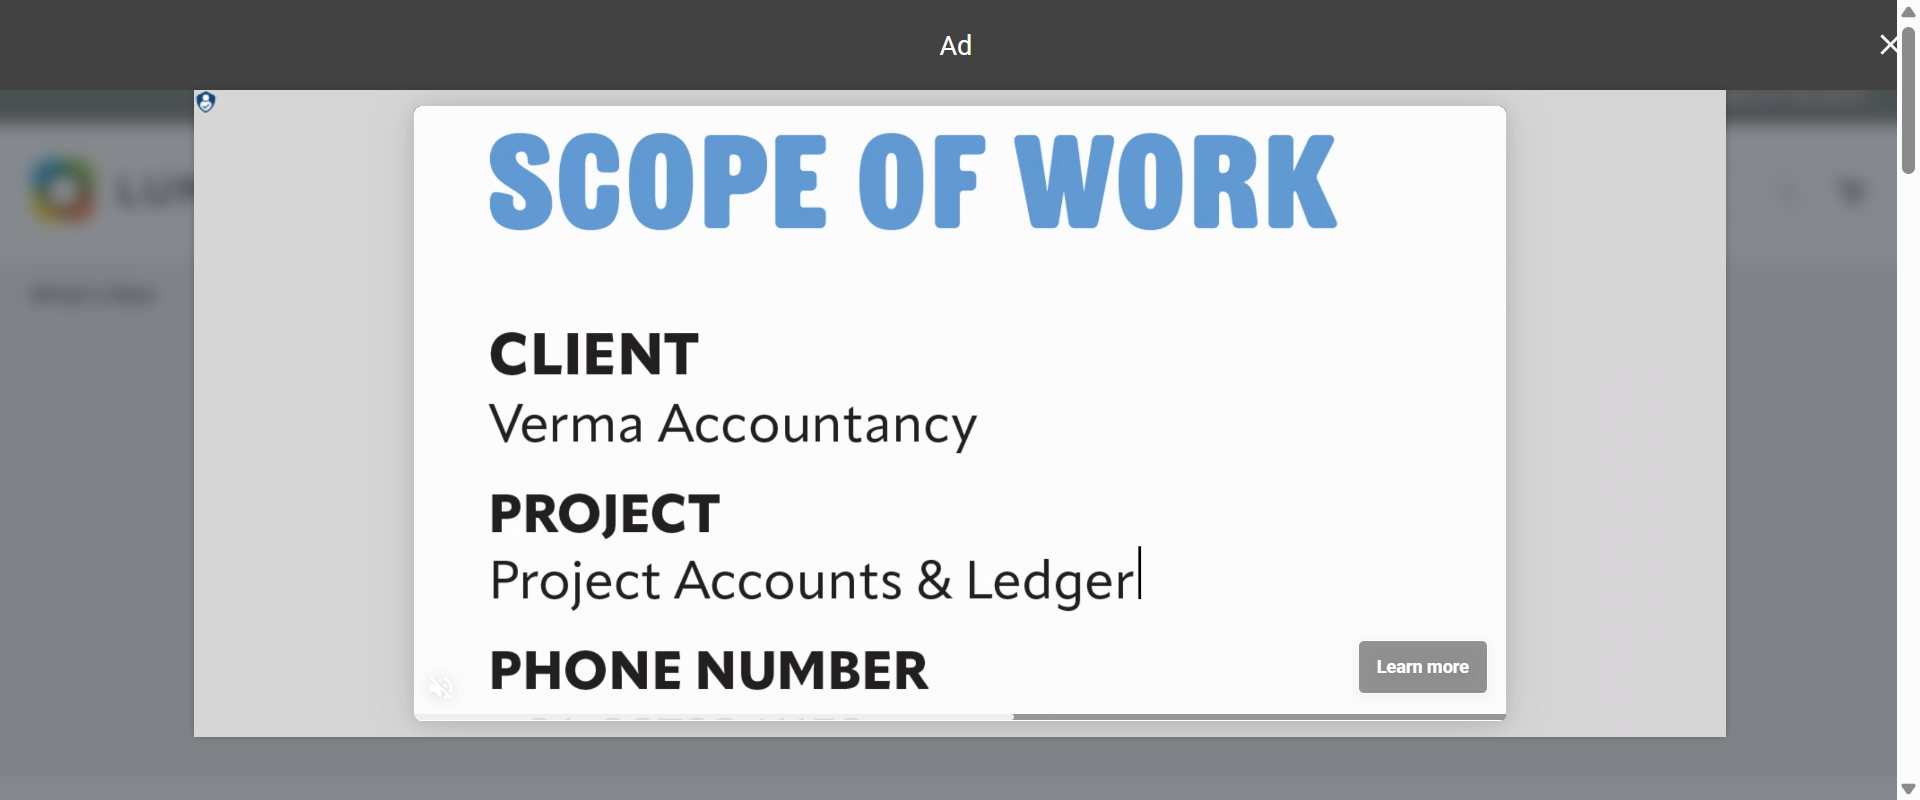 Ad
SCOPE OF WORK
CLIENT
Verma Accountancy
PROJECT
Project Accounts & Ledger
PHONE NUMBER
Learn more